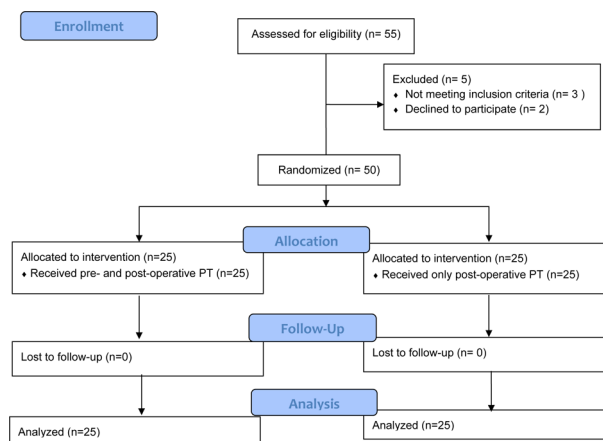 Enrollment
Assessed for eligibility (n= 55)
Excluded (n= 5)
♦ Not meeting inclusion criteria (n= 3 )
♦ Declined to participate (n= 2)
Randomized (n= 50)
Allocation
Allocated to intervention (n=25)
♦ Received pre- and post-operative PT (n=25)
Allocated to intervention (n=25)
♦ Received only post-operative PT (n=25)
Follow-Up
Lost to follow-up (n=0)
Lost to follow-up (n= 0)
Analysis
Analyzed (n=25)
Analyzed (n=25)